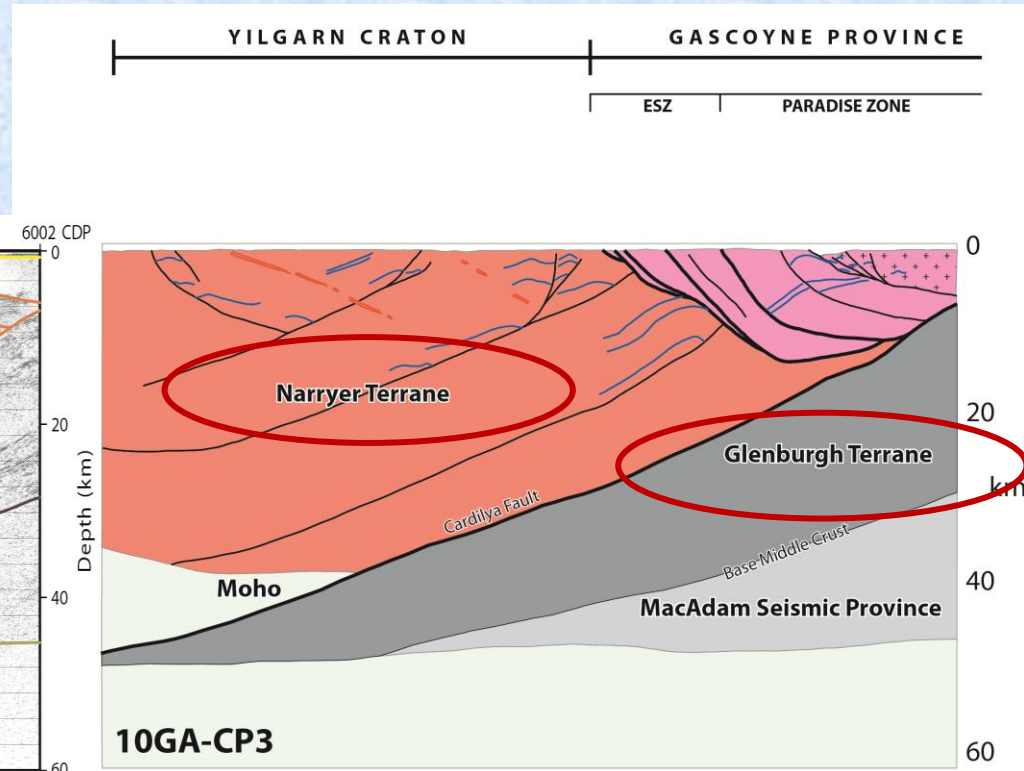 YILGARN CRATON GASCOYNE PROVINCE
ESZ PARADISE ZONE
6002 CDP
0 0
Narryer Terrane
20 20
Glenburgh Terrane
km
Depth (km)
Cardilya Fault
Base Middle Crust
Moho
40 40
MacAdam Seismic Province
10GA-CP3
60 60